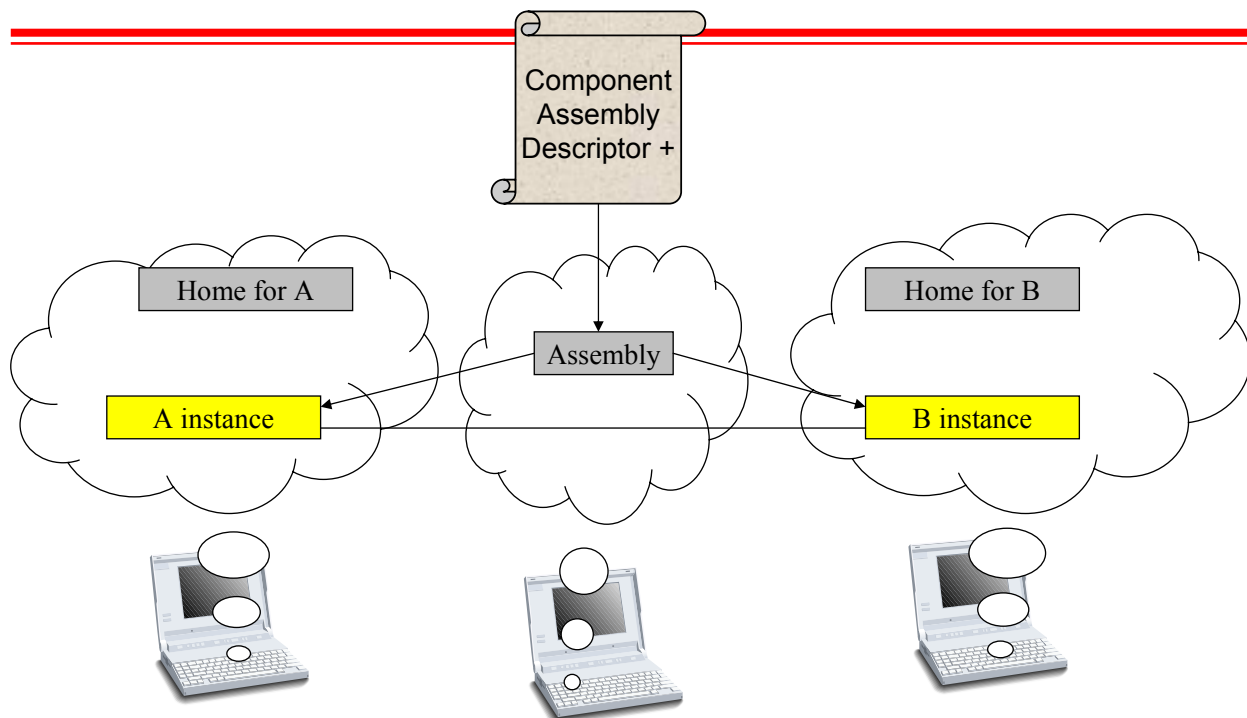 Component
Assembly
Descriptor +
Home for A
Home for B
Assembly
A instance
B instance